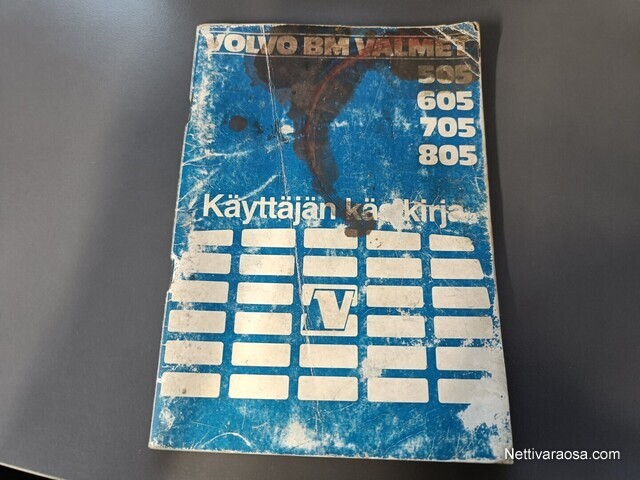 VOLVO BM VALMET
505
605
705
805
Käyttäjän käsikirja
V
Nettivaraosa.com